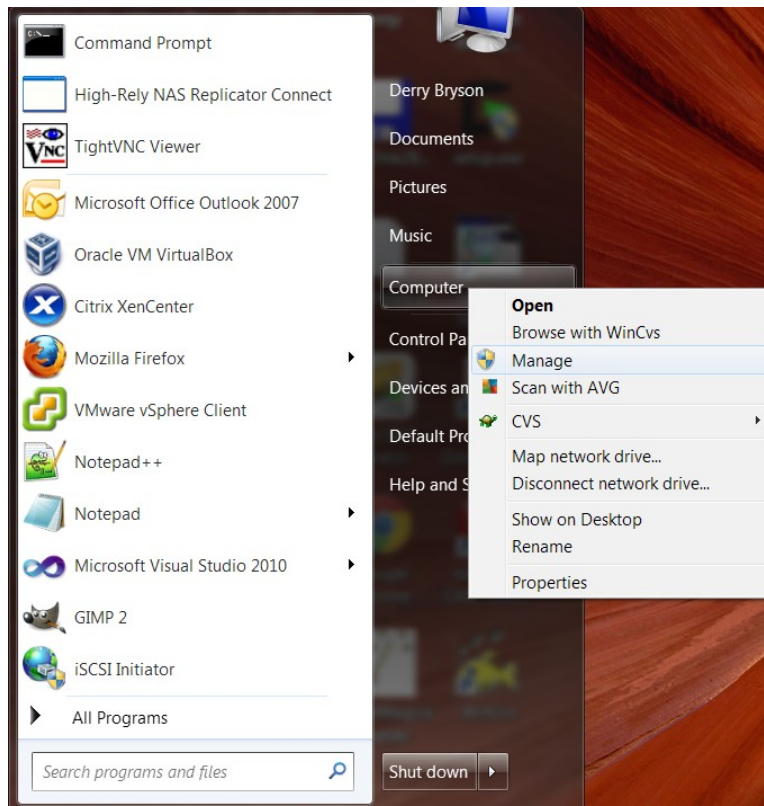 Command Prompt
High-Rely NAS Replicator Connect
VNC
TightVNC Viewer
Microsoft Office Outlook 2007
Oracle VM VirtualBox
Citrix XenCenter
Mozilla Firefox
VMware vSphere Client
Notepad++
Notepad
Microsoft Visual Studio 2010
GIMP 2
iSCSI Initiator
All Programs
Search programs and files
Derry Bryson
Documents
Pictures
Music
Computer
Control Pa
Devices an
Default Pro
Help and S
Shut down
Open
Browse with WinCvs
Manage
Scan with AVG
CVS
Map network drive...
Disconnect network drive...
Show on Desktop
Rename
Properties